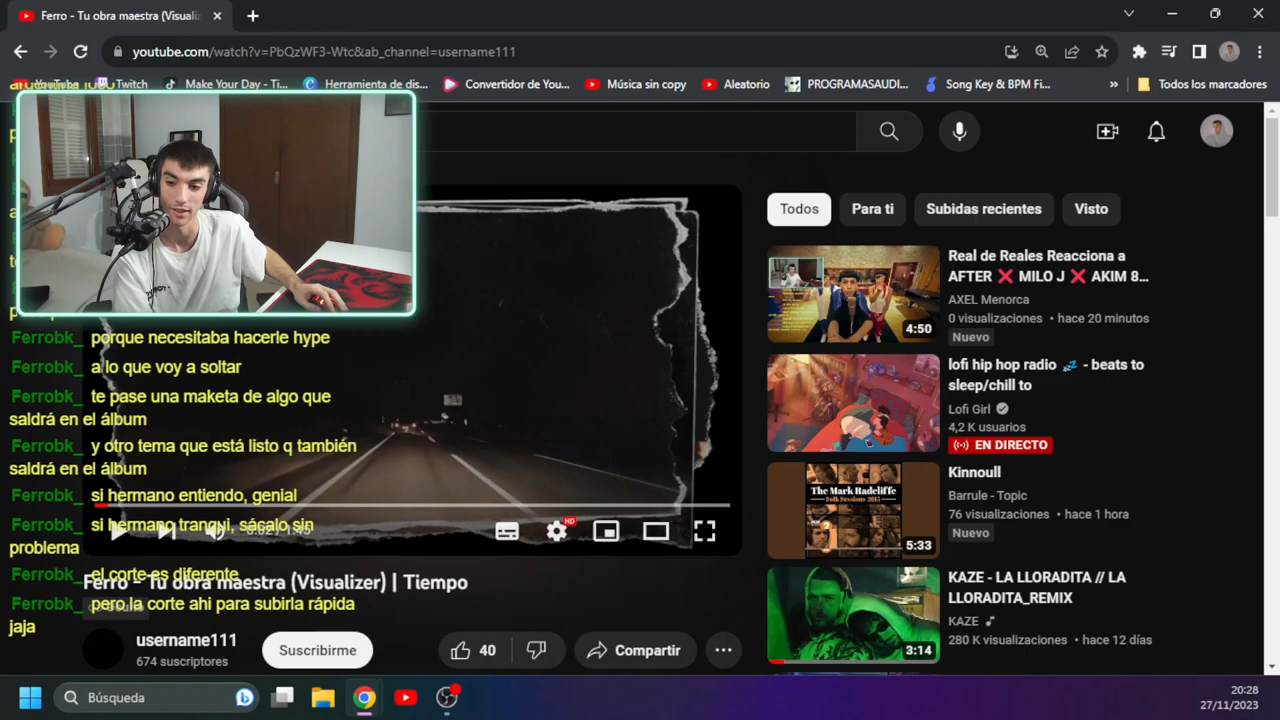 Ferro - Tu obra maestra (Visualiz
youtube.com/watch?v=PbQzWF3-Wtc&ab_channel=username111
YouTube
Twitch
Make Your Day - Ti...
Herramienta de dis...
Convertidor de You...
Música sin copy
Aleatorio
PROGRAMASAUDI...
Song Key & BPM Fi...
»
Todos los marcadores
Ferrobk_ porque necesitaba hacerle hype
Ferrobk_ a lo que voy a soltar
Ferrobk_ te pase una maketa de algo que
saldrá en el álbum
Ferrobk_ y otro tema que está listo q también
saldrá en el álbum
Ferrobk_ si hermano entiendo, genial
Ferrobk_ si hermano tranqui, sácalo sin
problema
Ferrobk_ el corte es diferente
Ferrobk_ pero la corte ahi para subirla rápida
jaja
HD
Ferro - Tu obra maestra (Visualizer) | Tiempo
username111
674 suscriptores
Suscribirme
40
Compartir
Todos
Para ti
Subidas recientes
Visto
Real de Reales Reacciona a
AFTER ❌ MILO J ❌ AKIM 8...
AXEL Menorca
0 visualizaciones • hace 20 minutos
Nuevo
4:50
lofi hip hop radio 💤 - beats to
sleep/chill to
Lofi Girl
4,2 K usuarios
EN DIRECTO
The Mark Radcliffe
Folk Sessions 2015
5:33
Kinnoull
Barrule - Topic
76 visualizaciones • hace 1 hora
Nuevo
3:14
KAZE - LA LLORADITA // LA
LLORADITA_REMIX
KAZE
280 K visualizaciones • hace 12 días
Búsqueda
20:28
27/11/2023